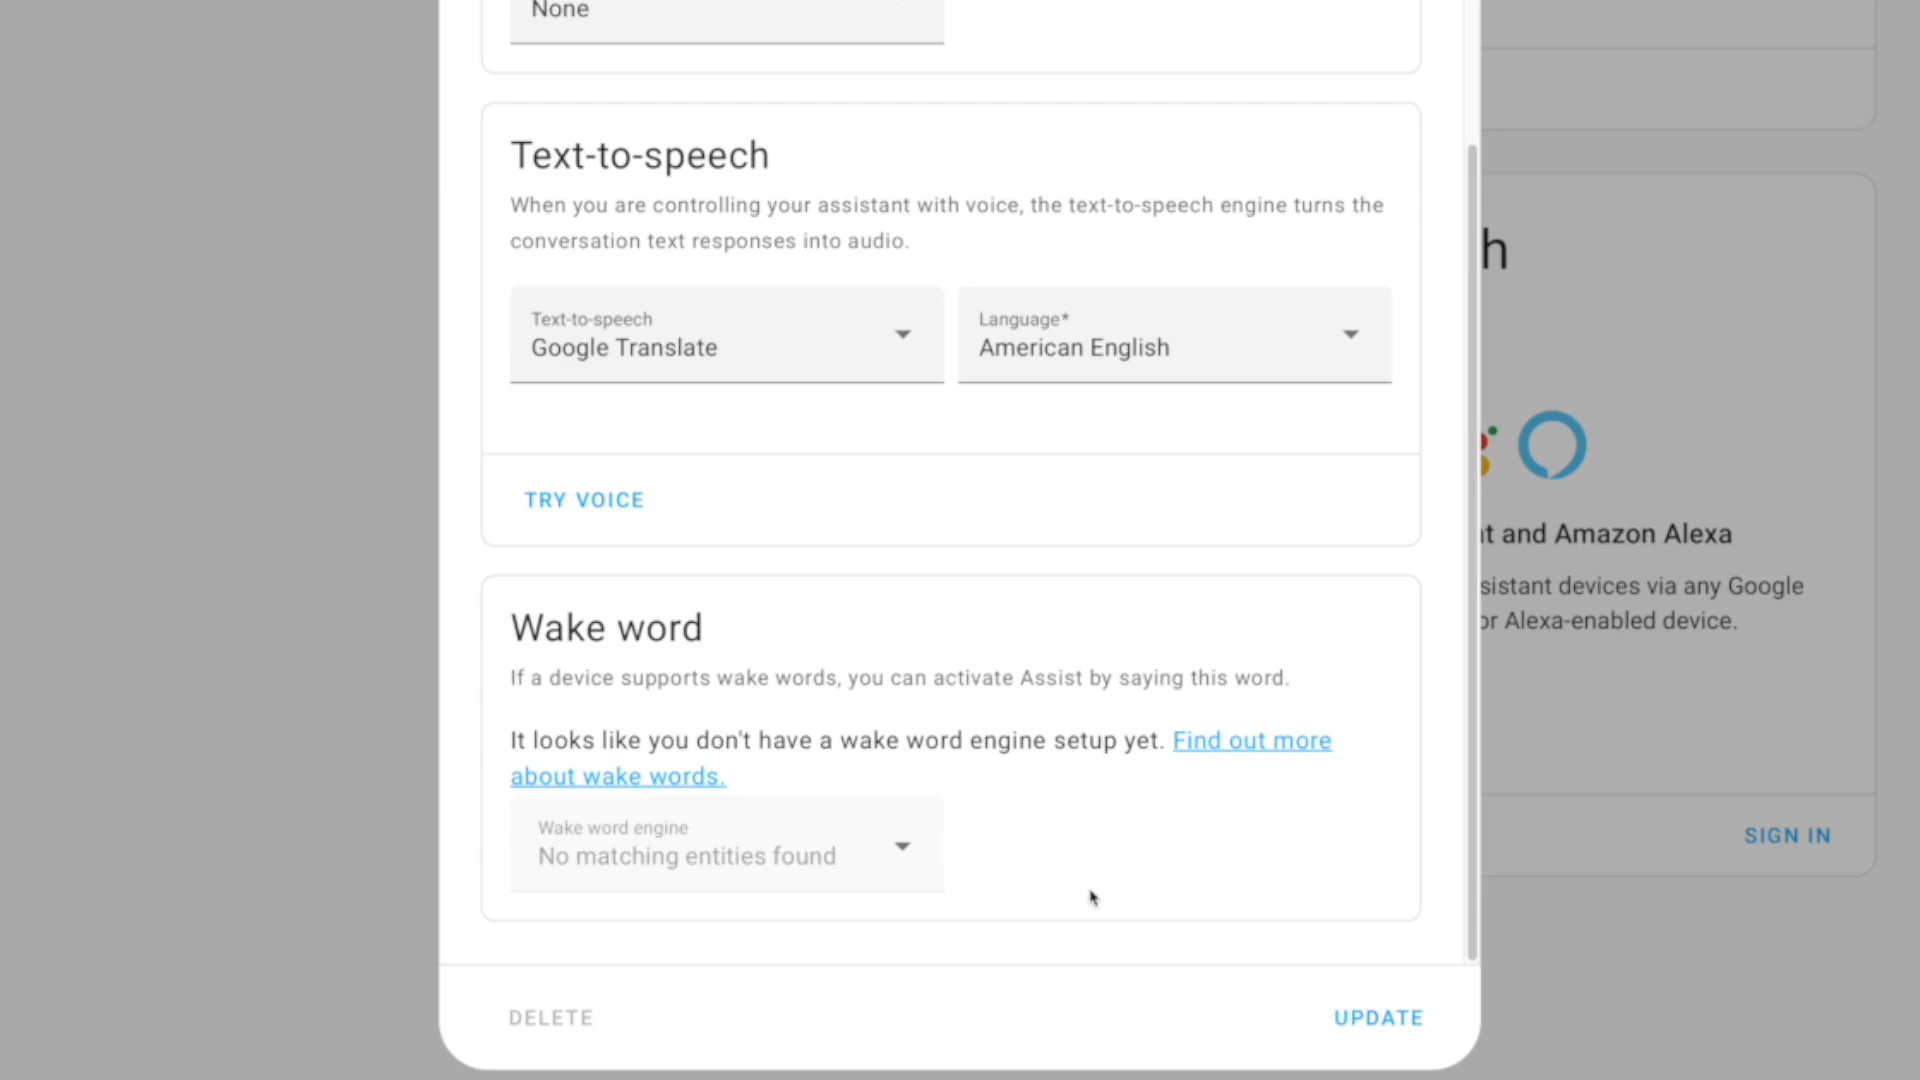 None
Text-to-speech
When you are controlling your assistant with voice, the text-to-speech engine turns the
conversation text responses into audio.
Text-to-speech
Google Translate
Language*
American English
TRY VOICE
Wake word
If a device supports wake words, you can activate Assist by saying this word.
It looks like you don't have a wake word engine setup yet. Find out more
about wake words.
Wake word engine
No matching entities found
DELETE
UPDATE
h
t and Amazon Alexa
sistant devices via any Google
or Alexa-enabled device.
SIGN IN